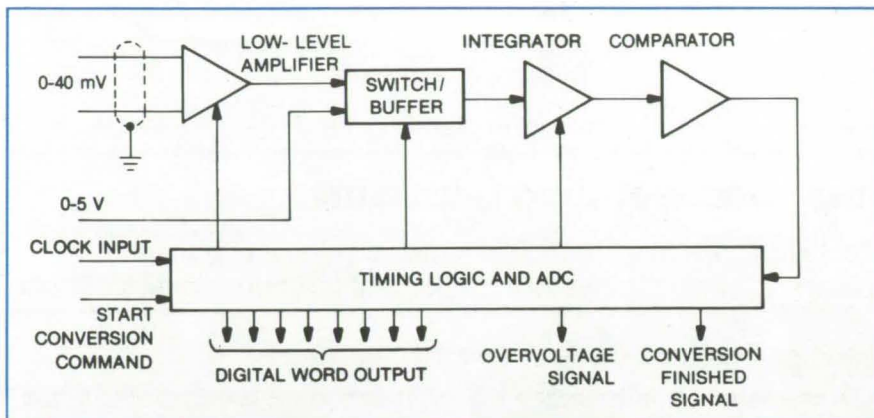 LOW- LEVEL
AMPLIFIER
INTEGRATOR
COMPARATOR
0-40 mV
SWITCH/
BUFFER
0-5 V
CLOCK INPUT
TIMING LOGIC AND ADC
START
CONVERSION
COMMAND
DIGITAL WORD OUTPUT
OVERVOLTAGE
SIGNAL
CONVERSION
FINISHED
SIGNAL